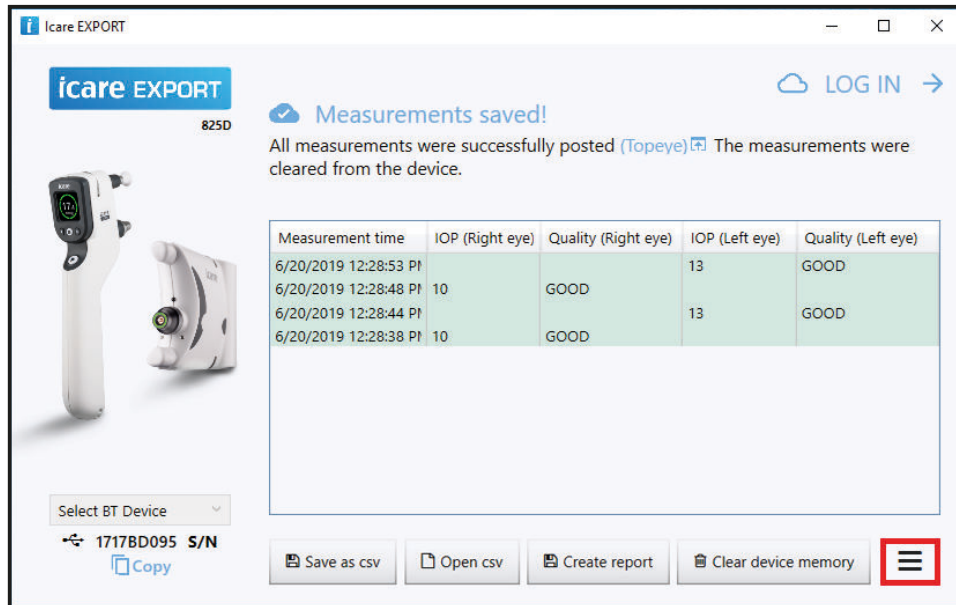 Icare EXPORT
icare EXPORT
825D
LOG IN
Measurements saved!
All measurements were successfully posted (Topeye) The measurements were
cleared from the device.
Measurement time IOP (Right eye) Quality (Right eye) IOP (Left eye) Quality (Left eye)
6/20/2019 12:28:53 PM 13 GOOD
6/20/2019 12:28:48 PM 10 GOOD
6/20/2019 12:28:44 PM 13 GOOD
6/20/2019 12:28:38 PM 10 GOOD
Select BT Device
1717BD095 S/N
Copy
Save as csv Open csv Create report Clear device memory